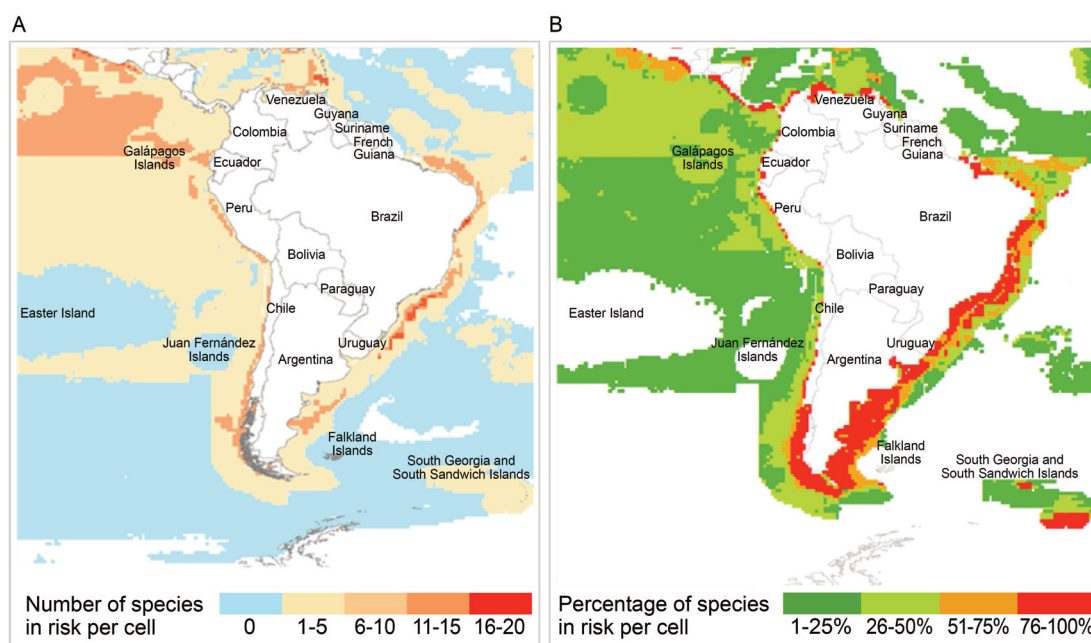 A
Venezuela
Guyana
Suriname
French
Guiana
Colombia
Galápagos
Islands
Ecuador
Peru
Brazil
Bolivia
Paraguay
Easter Island
Chile
Juan Fernández
Islands
Uruguay
Argentina
Falkland
Islands
South Georgia and
South Sandwich Islands
Number of species
in risk per cell
0 1-5 6-10 11-15 16-20
B
Venezuela
Guyana
Suriname
French
Guiana
Colombia
Galápagos
Islands
Ecuador
Peru
Brazil
Bolivia
Paraguay
Easter Island
Chile
Juan Fernández
Islands
Uruguay
Argentina
Falkland
Islands
South Georgia and
South Sandwich Islands
Percentage of species
in risk per cell
1-25% 26-50% 51-75% 76-100%